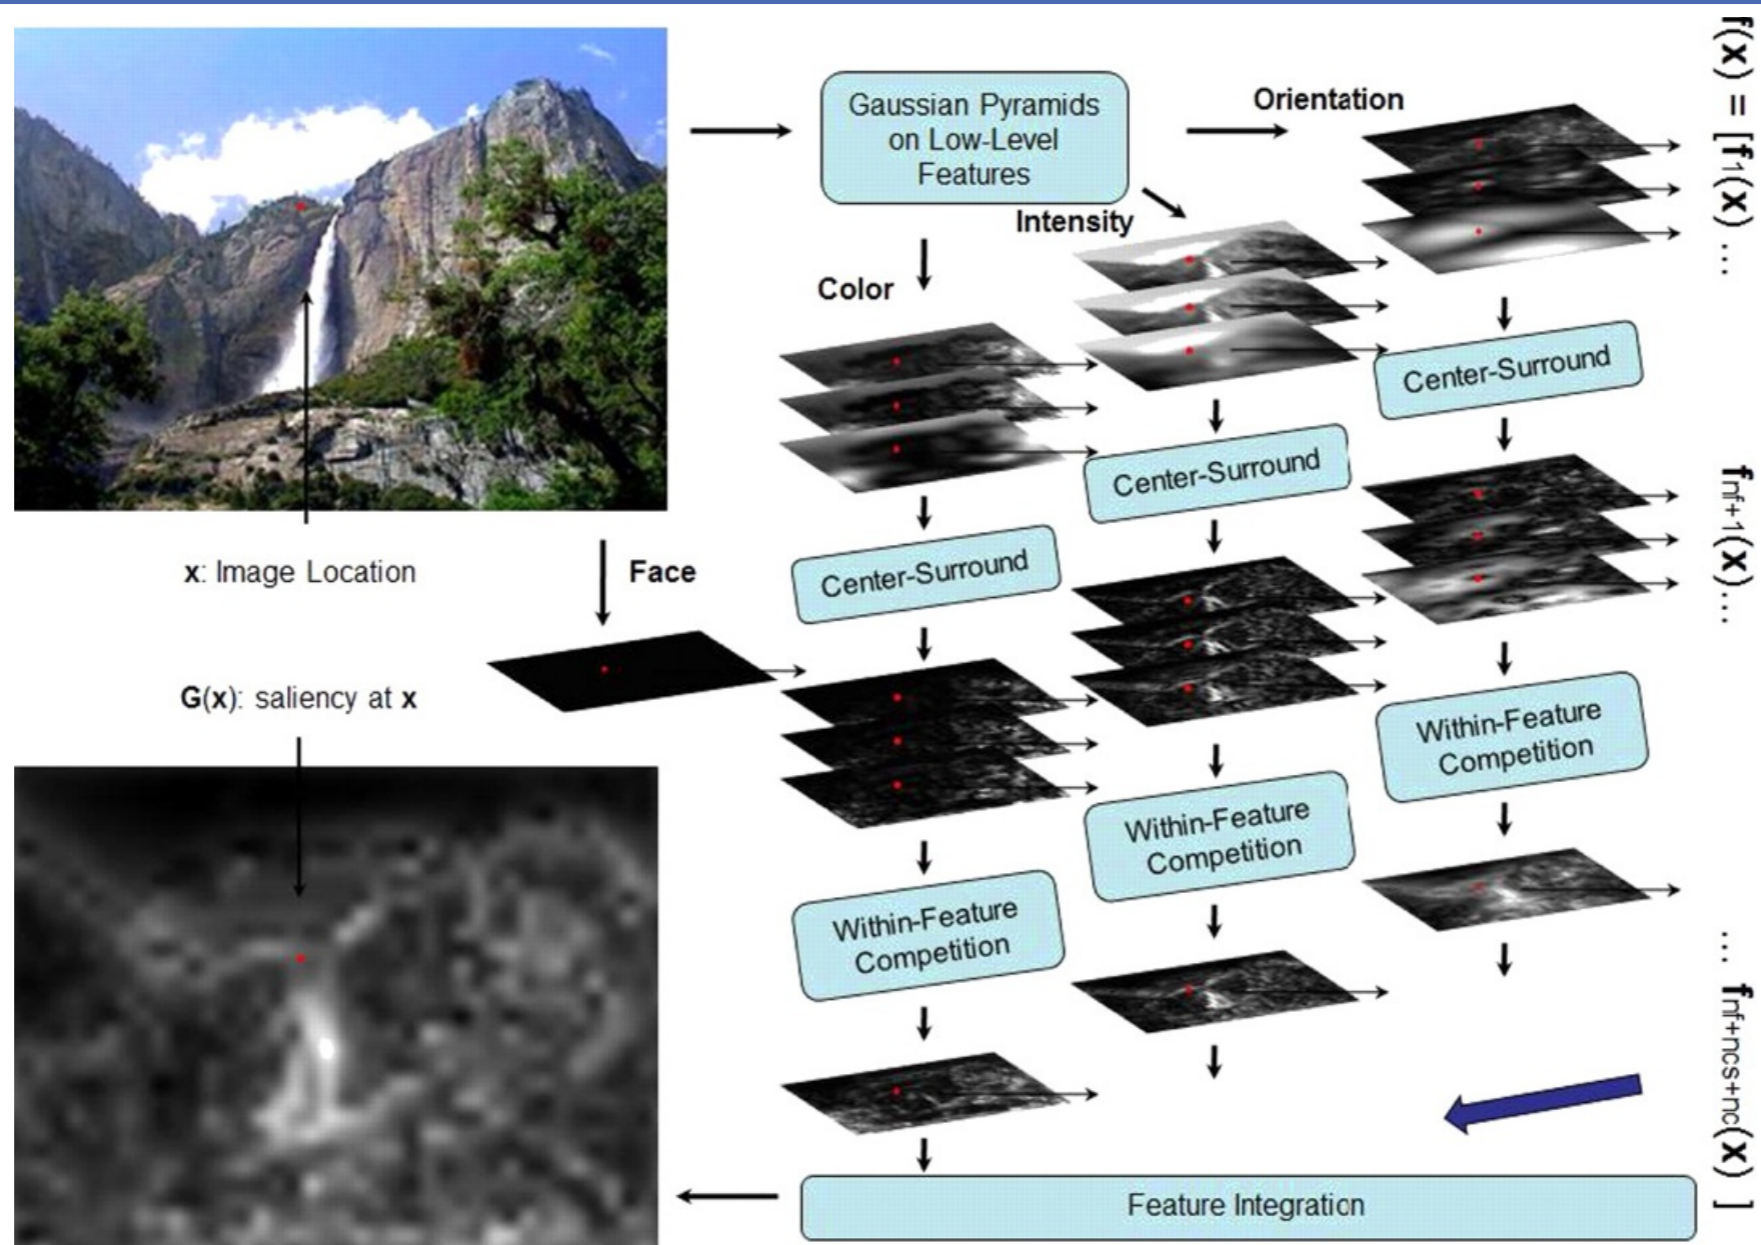 Gaussian Pyramids
on Low-Level
Features
Orientation
Intensity
Color
Center-Surround
Center-Surround
Center-Surround
x: Image Location
Face
G(x): saliency at x
Within-Feature
Competition
Within-Feature
Competition
Within-Feature
Competition
Feature Integration
f(x) = [f1(x) ...
fnf+1(x)...
... fnf+ncs+nc(x) ]